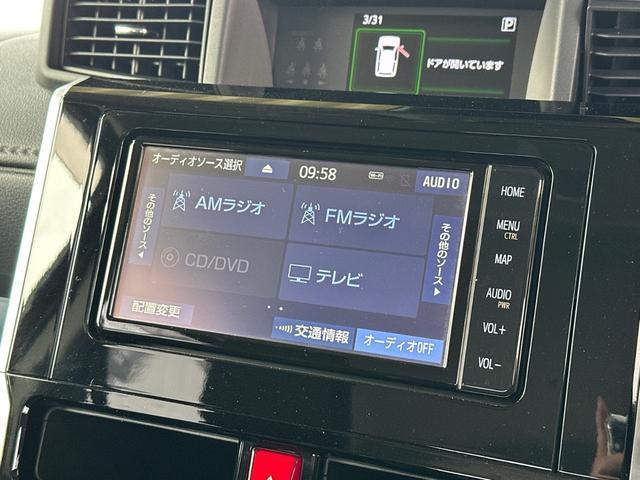 3/31
P
ドアが開いています
オーディオソース選択
09:58
Wi-Fi
AUDIO
その他のソース
AMラジオ
FMラジオ
その他のソース
CD/DVD
テレビ
配置変更
交通情報
オーディオOFF
HOME
MENU
CTRL
MAP
AUDIO
PWR
VOL+
VOL-